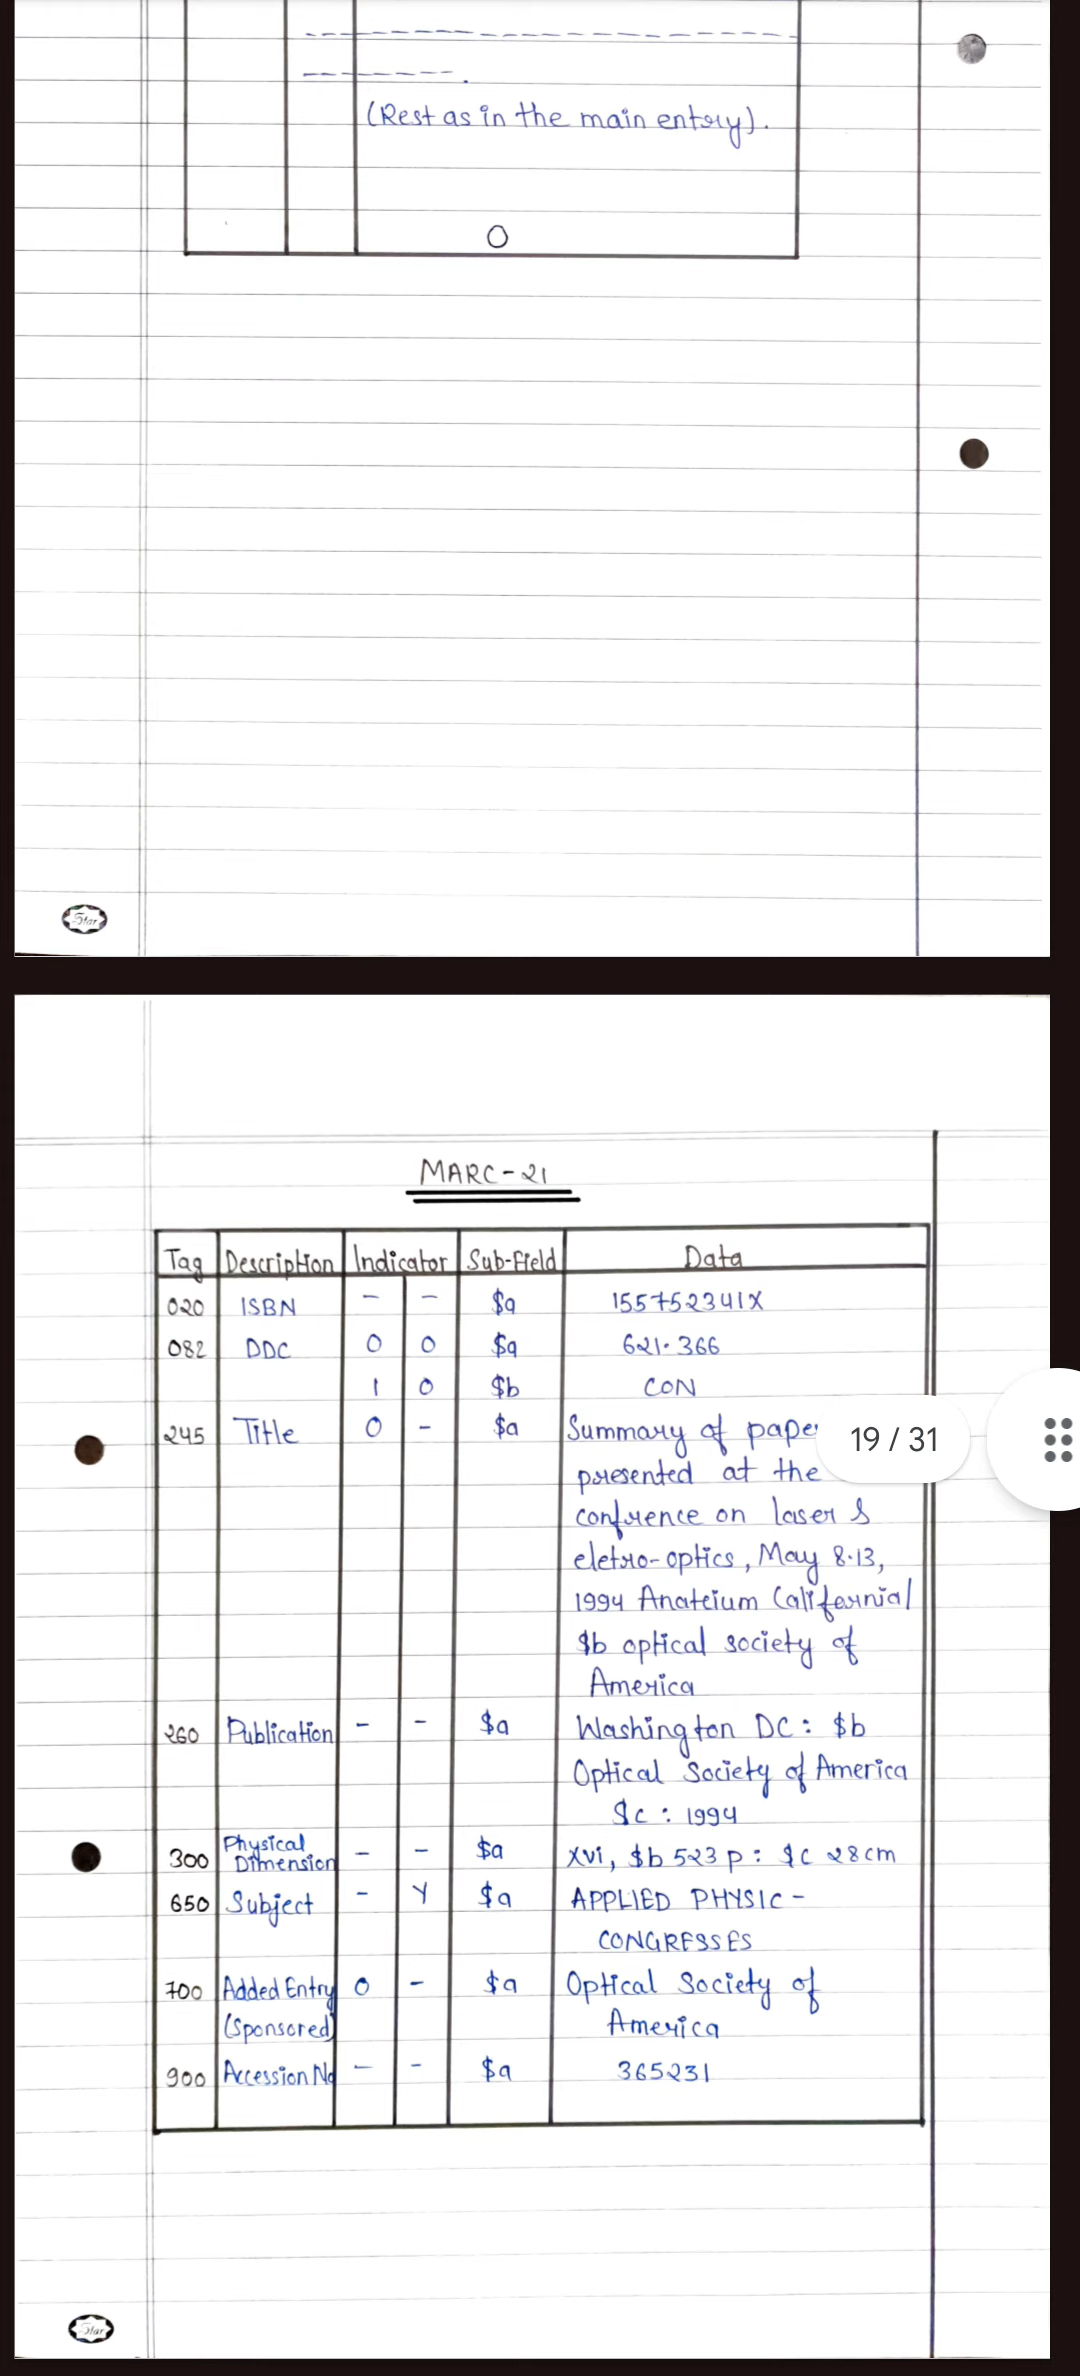 (Rest as in the main entry).
Star
MARC-21
Tag Description Indicator Sub-field Data
020 ISBN - - $a 155752341X
082 DDC 0 0 $a 621.366
1 0 $b CON
245 Title 0 - $a Summary of pape
19 / 31
presented at the
confrence on laser &
eletro-optics, May 8.13,
1994 Anateium California/
$b optical society of
America
260 Publication - - $a Washington DC: $b
Optical Society of America
$c : 1994
300 Physical Dimension - - $a xvi, $b 523 p: $c 28cm
650 Subject - Y $a APPLIED PHYSIC -
CONGRESSES
700 Added Entry 0 - $a Optical Society of
(Sponsored) America
900 Accession No - - $a 365231
Star